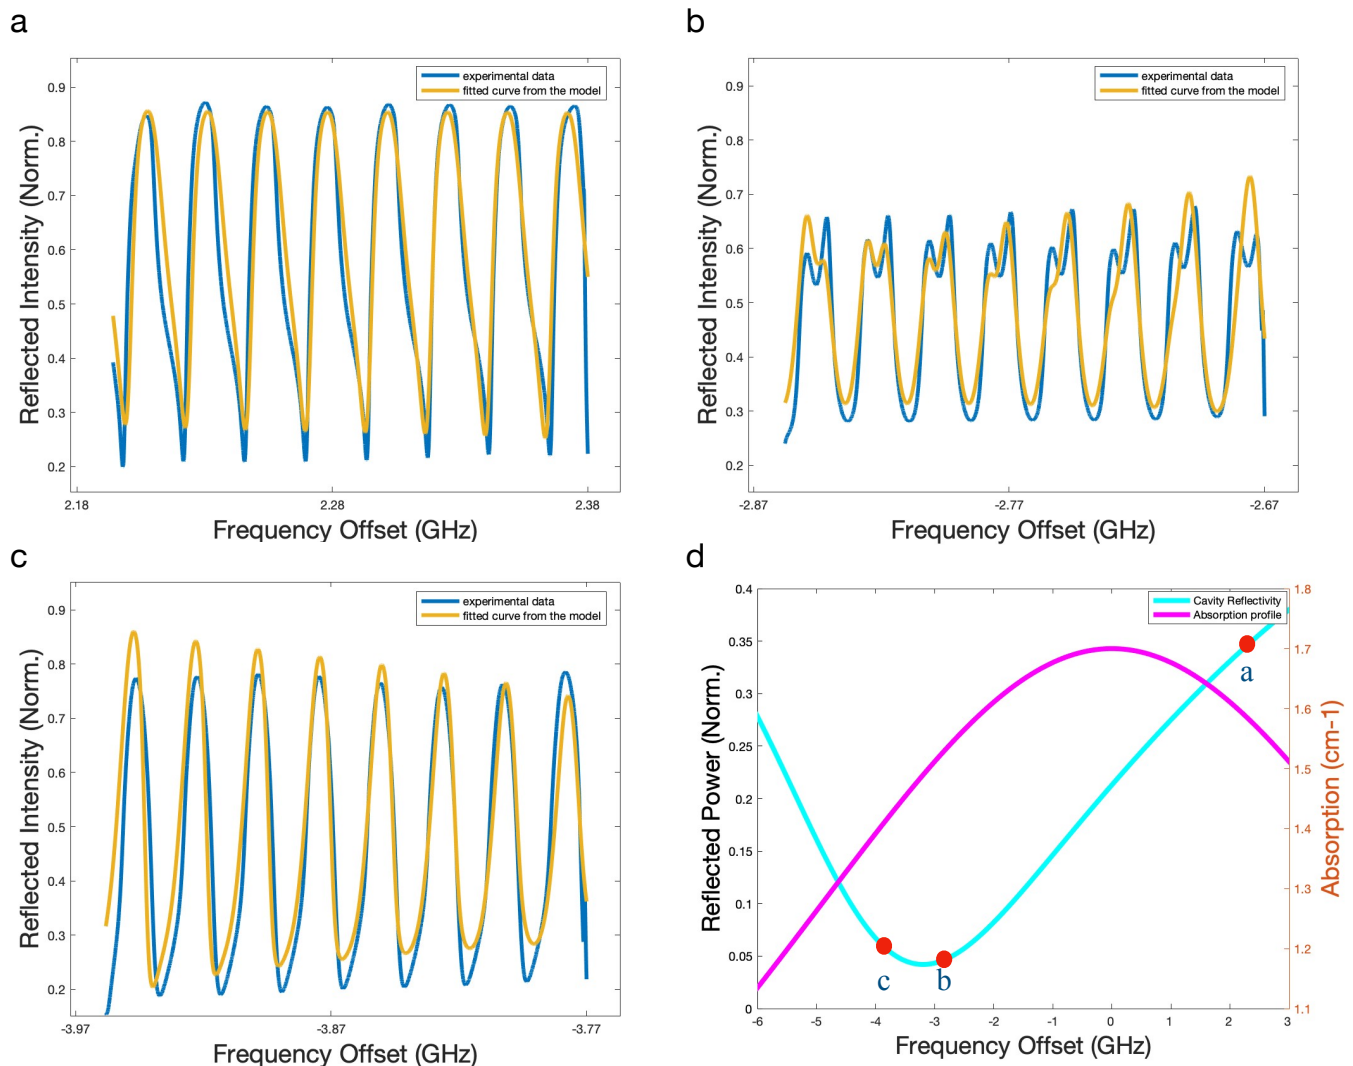 a
experimental data
fitted curve from the model
0.9
0.8
0.7
0.6
0.5
0.4
0.3
0.2
Reflected Intensity (Norm.)
2.18
2.28
2.38
Frequency Offset (GHz)
b
experimental data
fitted curve from the model
0.9
0.8
0.7
0.6
0.5
0.4
0.3
0.2
Reflected Intensity (Norm.)
-2.87
-2.77
-2.67
Frequency Offset (GHz)
c
experimental data
fitted curve from the model
0.9
0.8
0.7
0.6
0.5
0.4
0.3
0.2
Reflected Intensity (Norm.)
-3.97
-3.87
-3.77
Frequency Offset (GHz)
d
Cavity Reflectivity
Absorption profile
0.4
0.35
0.3
0.25
0.2
0.15
0.1
0.05
0
Reflected Power (Norm.)
a
c
b
1.8
1.7
1.6
1.5
1.4
1.3
1.2
1.1
Absorption (cm-1)
-6
-5
-4
-3
-2
-1
0
1
2
3
Frequency Offset (GHz)